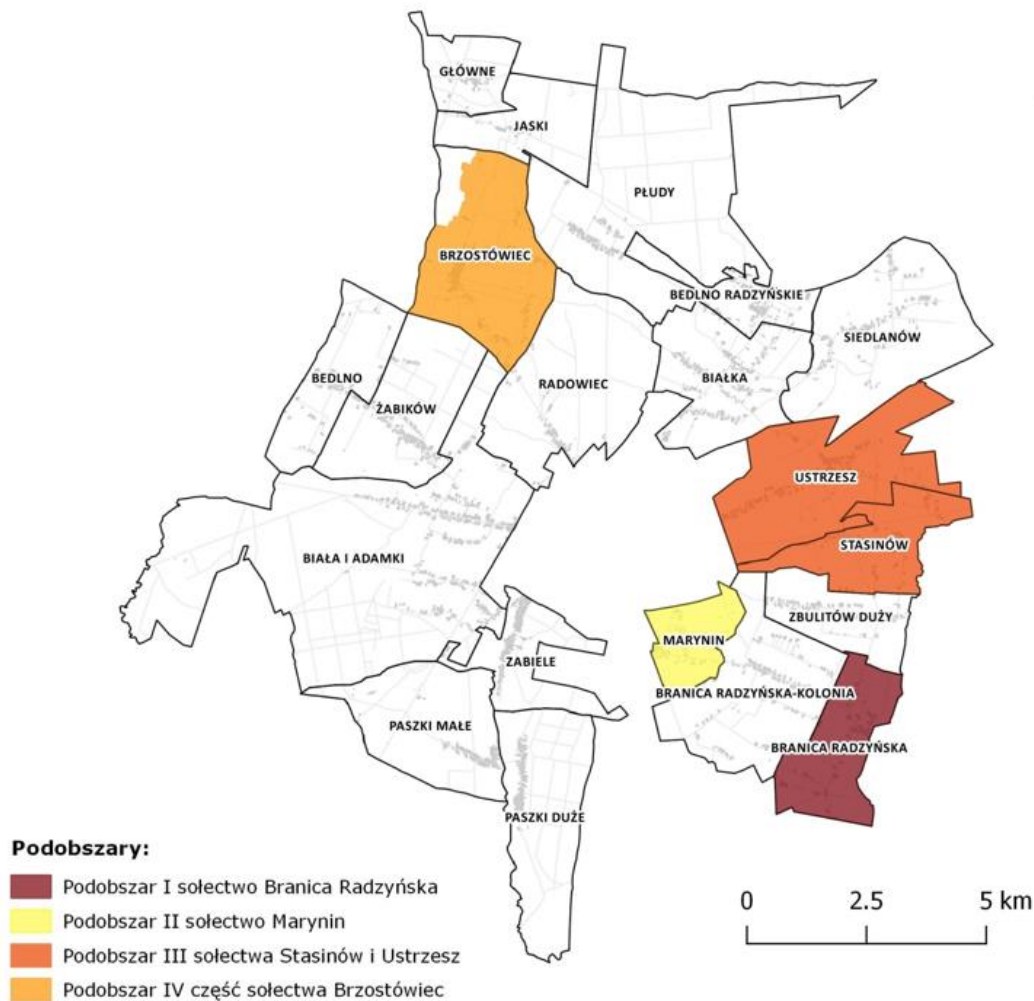 GŁÓWNE
JASKI
PŁUDY
BRZOSTÓWIEC
BEDLNO RADZYŃSKIE
SIEDLANÓW
BEDLNO
ŻABIKÓW
RADOWIEC
BIAŁKA
USTRZESZ
STASINÓW
BIAŁA I ADAMKI
ZBULITÓW DUŻY
MARYNIN
ZABIELE
BRANICA RADZYŃSKA-KOLONIA
PASZKI MAŁE
BRANICA RADZYŃSKA
PASZKI DUŻE
Podobszary:
Podobszar I sołectwo Branica Radzyńska
Podobszar II sołectwo Marynin
Podobszar III sołectwa Stasinów i Ustrzesz
Podobszar IV część sołectwa Brzostówiec
0 2.5 5 km